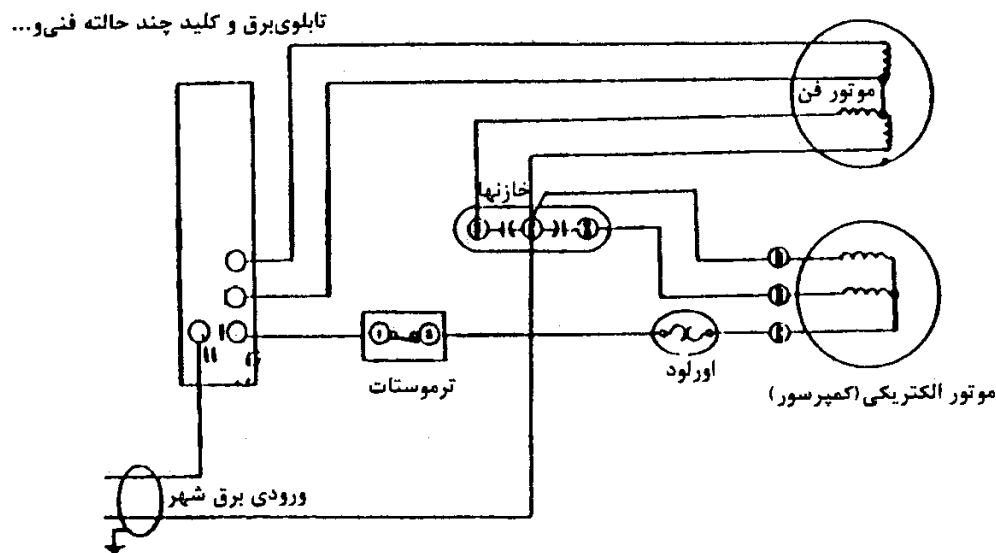 تابلوی‌برق و کلید چند حالته فنی‌و...
موتور فن
خازنها
اورلود
ترموستات
موتور الکتریکی (کمپرسور)
ورودی برق شهر